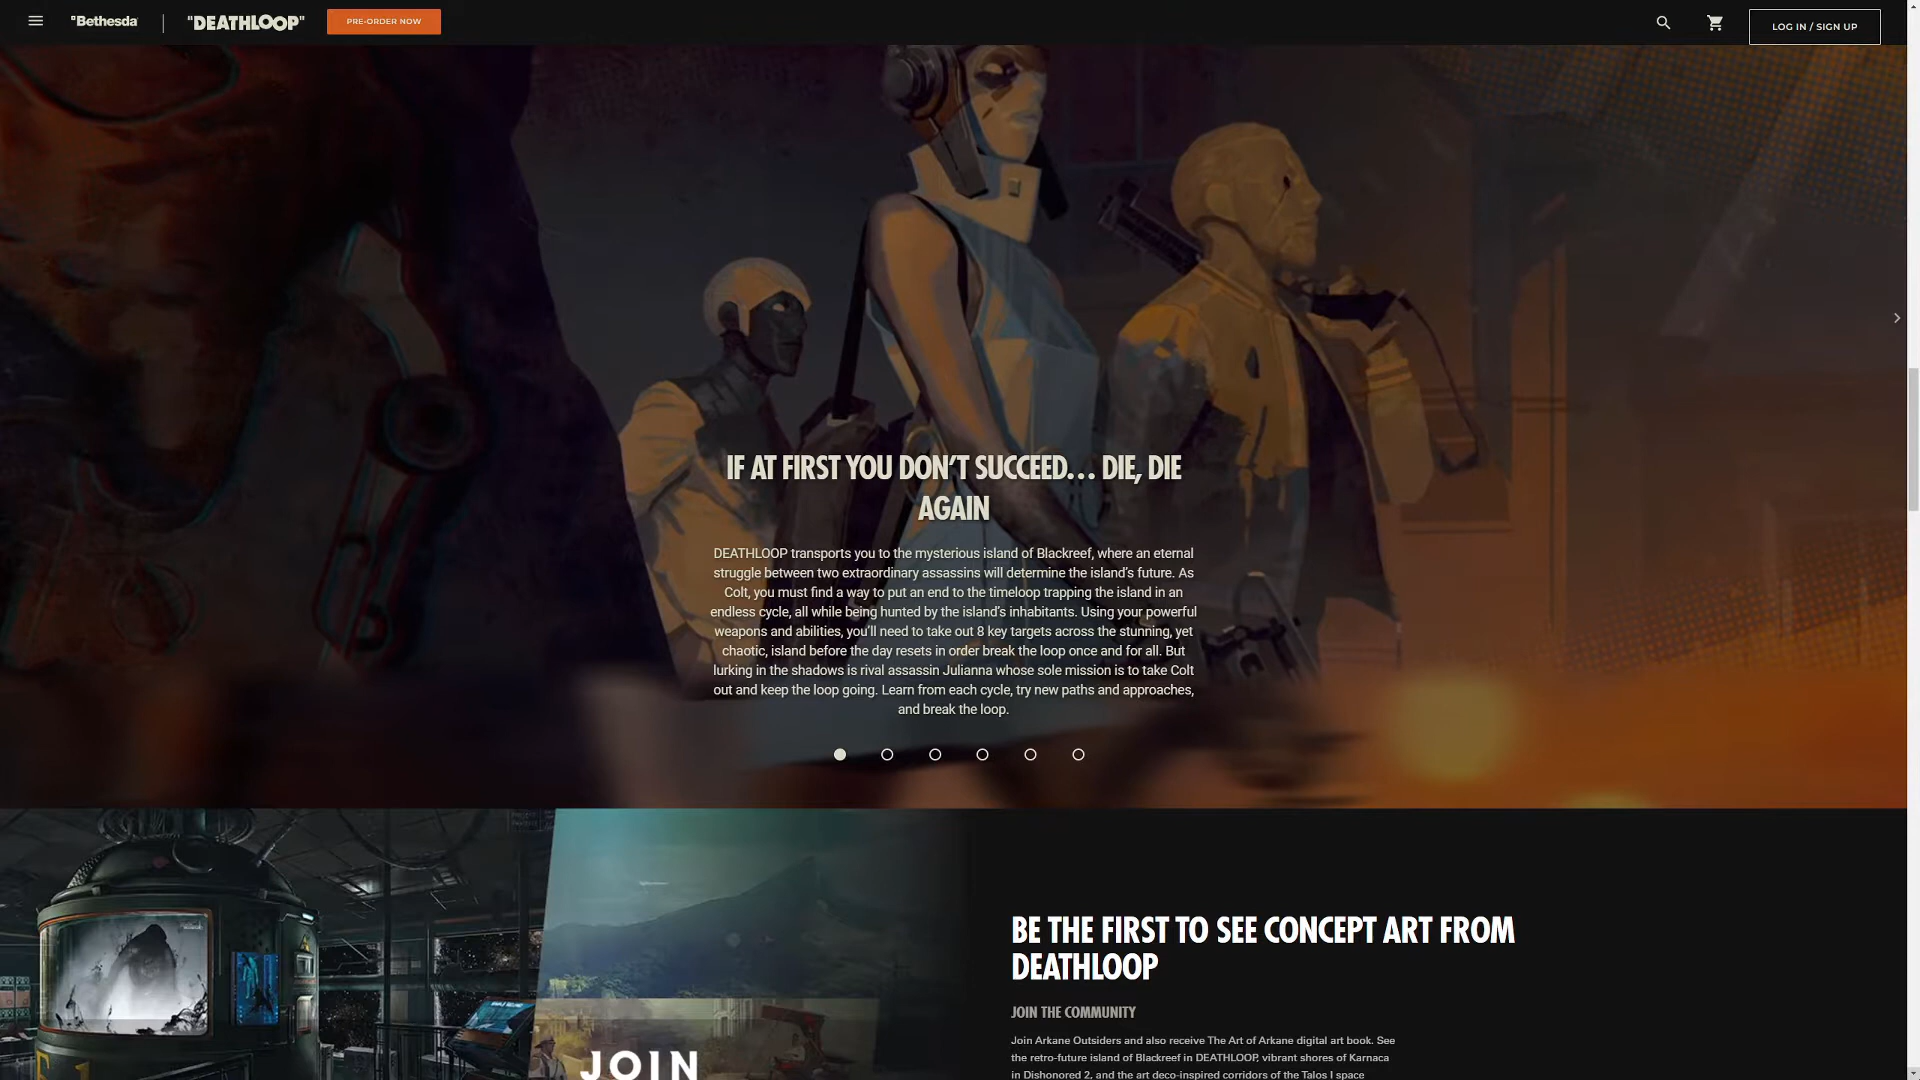 Bethesda
"DEATHLOOP"
PRE-ORDER NOW
LOG IN / SIGN UP
IF AT FIRST YOU DON'T SUCCEED... DIE, DIE
AGAIN
DEATHLOOP transports you to the mysterious island of Blackreef, where an eternal
struggle between two extraordinary assassins will determine the island's future. As
Colt, you must find a way to put an end to the timeloop trapping the island in an
endless cycle, all while being hunted by the island's inhabitants. Using your powerful
weapons and abilities, you'll need to take out 8 key targets across the stunning, yet
chaotic, island before the day resets in order break the loop once and for all. But
lurking in the shadows is rival assassin Julianna whose sole mission is to take Colt
out and keep the loop going. Learn from each cycle, try new paths and approaches,
and break the loop.
BE THE FIRST TO SEE CONCEPT ART FROM
DEATHLOOP
JOIN THE COMMUNITY
Join Arkane Outsiders and also receive The Art of Arkane digital art book. See
the retro-future island of Blackreef in DEATHLOOP, vibrant shores of Karnaca
in Dishonored 2, and the art deco-inspired corridors of the Talos I space
JOIN